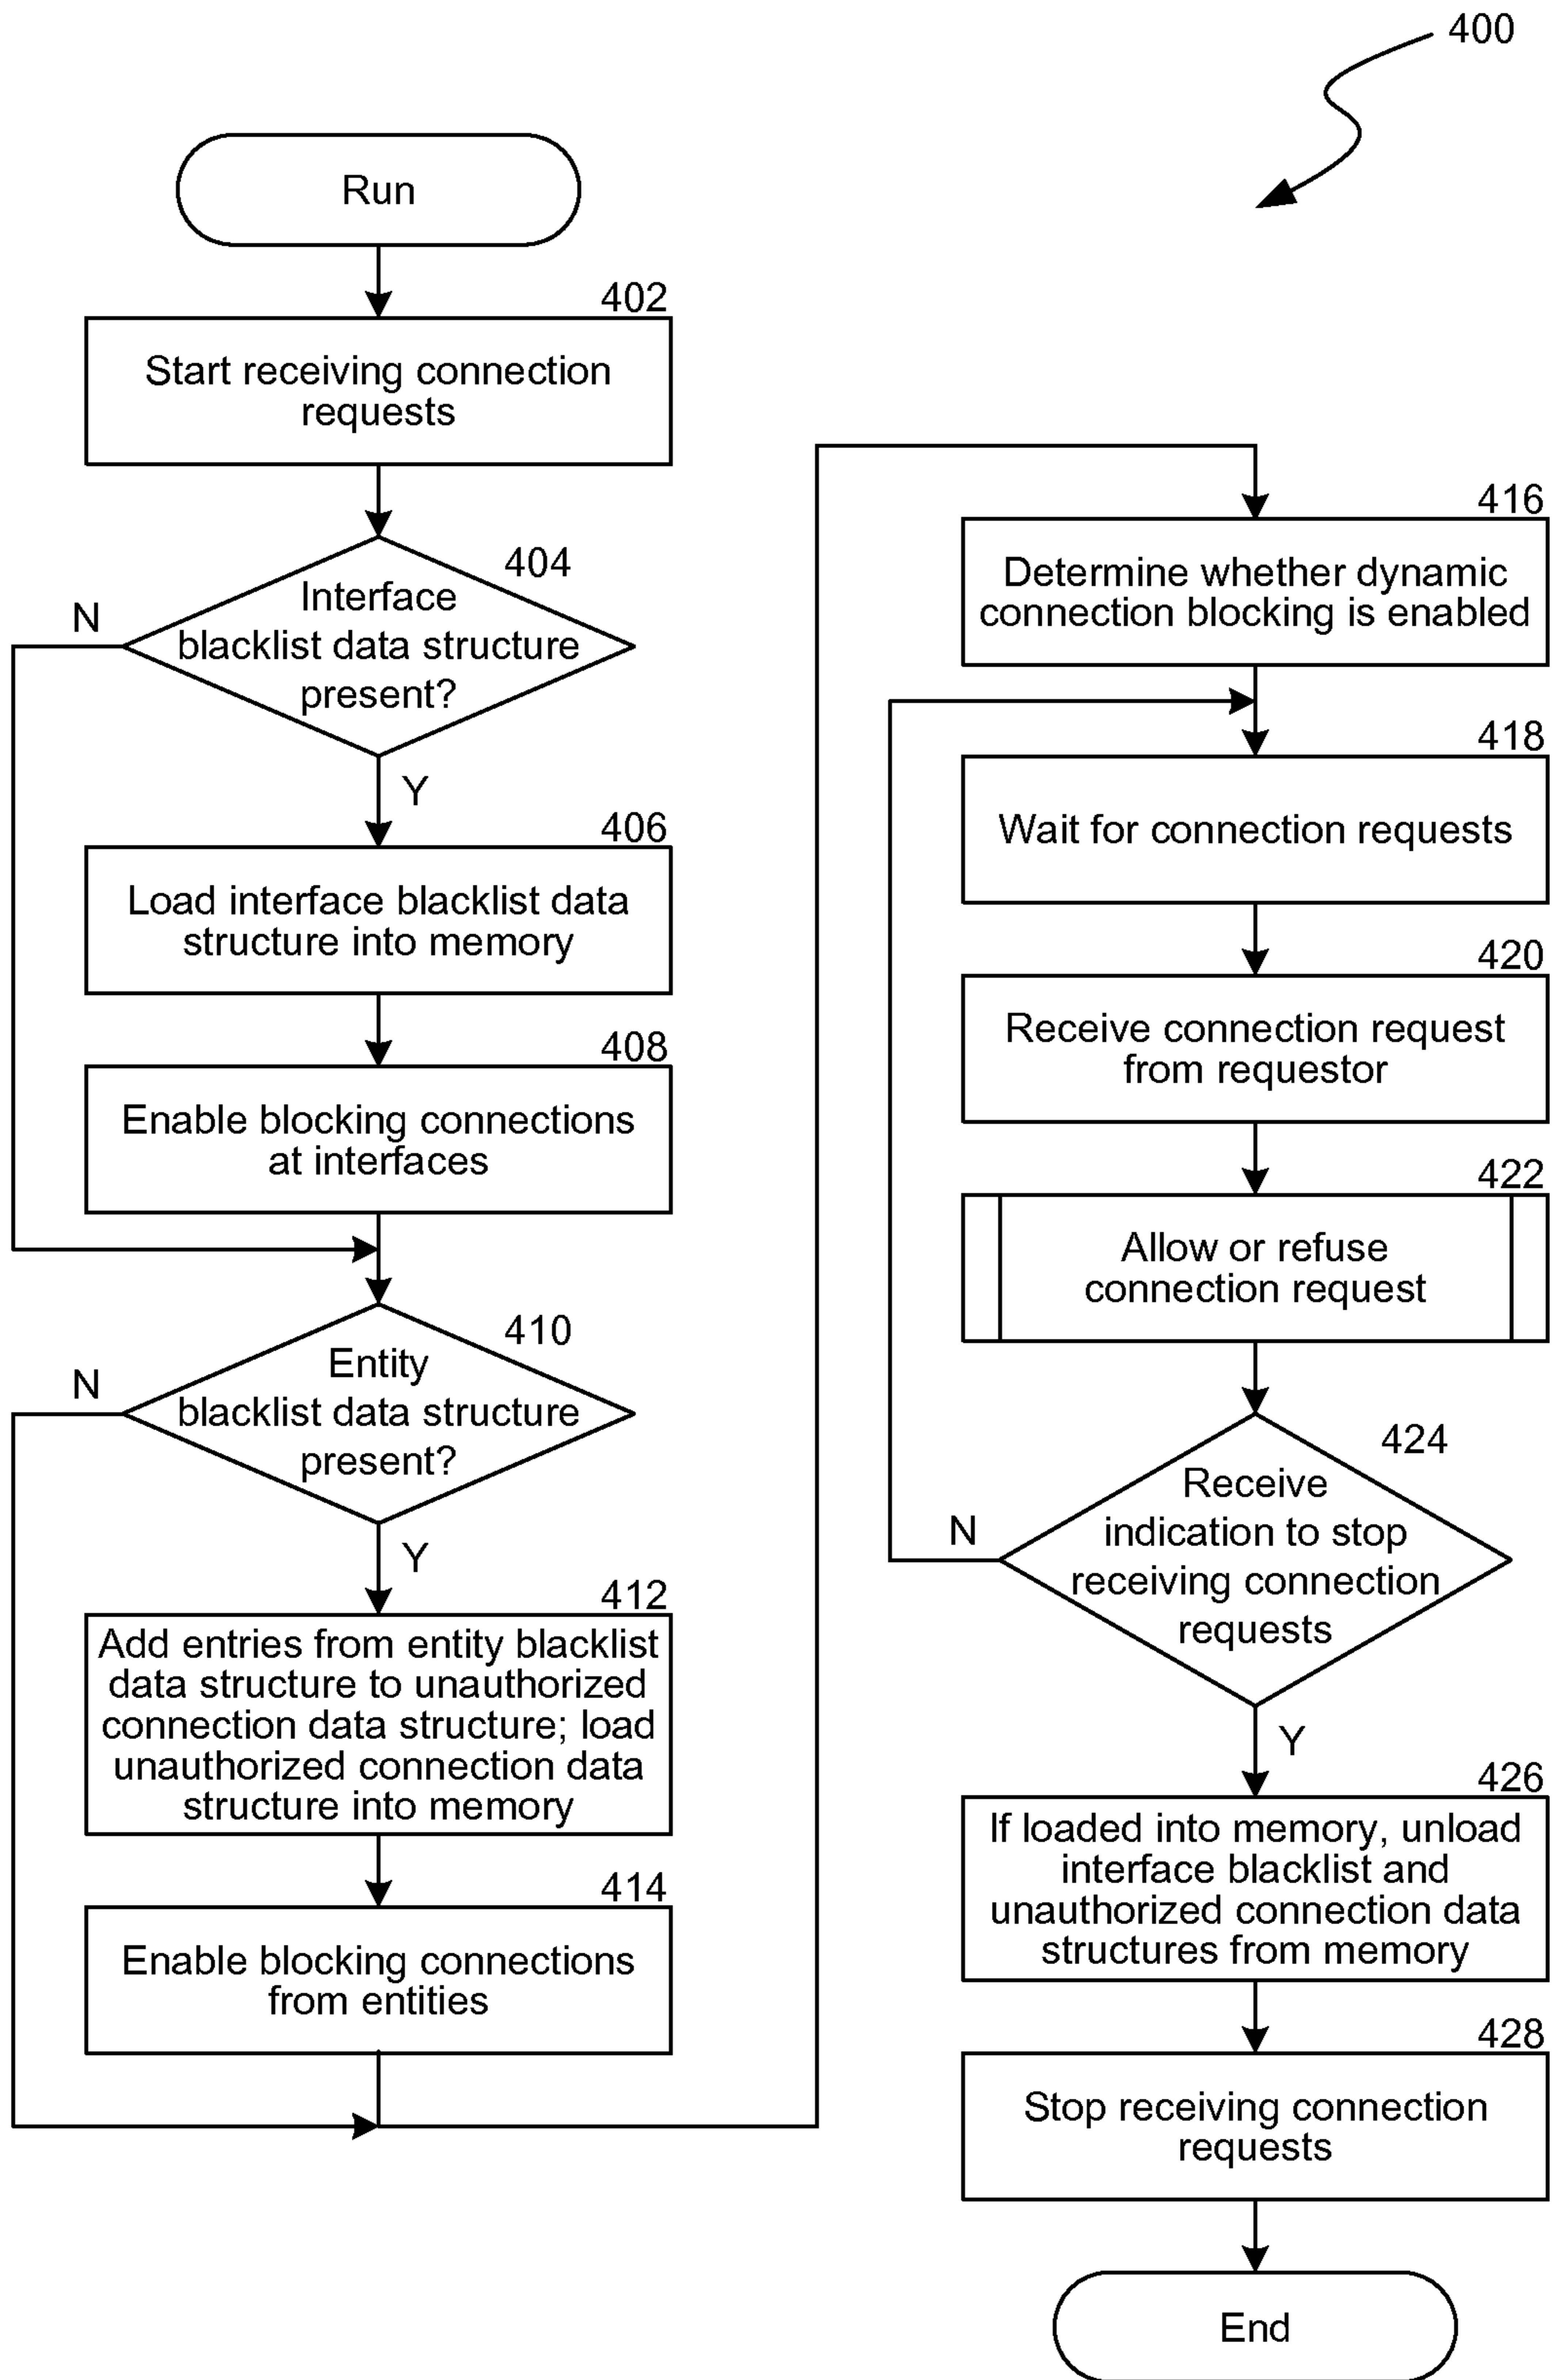 400
Run
402
Start receiving connection
requests
404
Interface
blacklist data structure
present?
N
Y
406
Load interface blacklist data
structure into memory
408
Enable blocking connections
at interfaces
410
Entity
blacklist data structure
present?
N
Y
412
Add entries from entity blacklist
data structure to unauthorized
connection data structure; load
unauthorized connection data
structure into memory
414
Enable blocking connections
from entities
416
Determine whether dynamic
connection blocking is enabled
418
Wait for connection requests
420
Receive connection request
from requestor
422
Allow or refuse
connection request
424
Receive
indication to stop
receiving connection
requests
N
Y
426
If loaded into memory, unload
interface blacklist and
unauthorized connection data
structures from memory
428
Stop receiving connection
requests
End